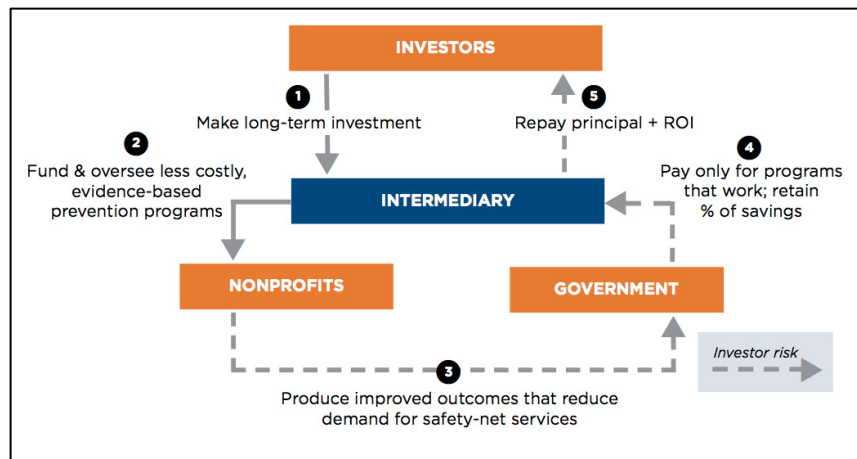 INVESTORS
1
Make long-term investment
5
Repay principal + ROI
2
Fund & oversee less costly,
evidence-based
prevention programs
4
Pay only for programs
that work; retain
% of savings
INTERMEDIARY
NONPROFITS
GOVERNMENT
Investor risk
3
Produce improved outcomes that reduce
demand for safety-net services